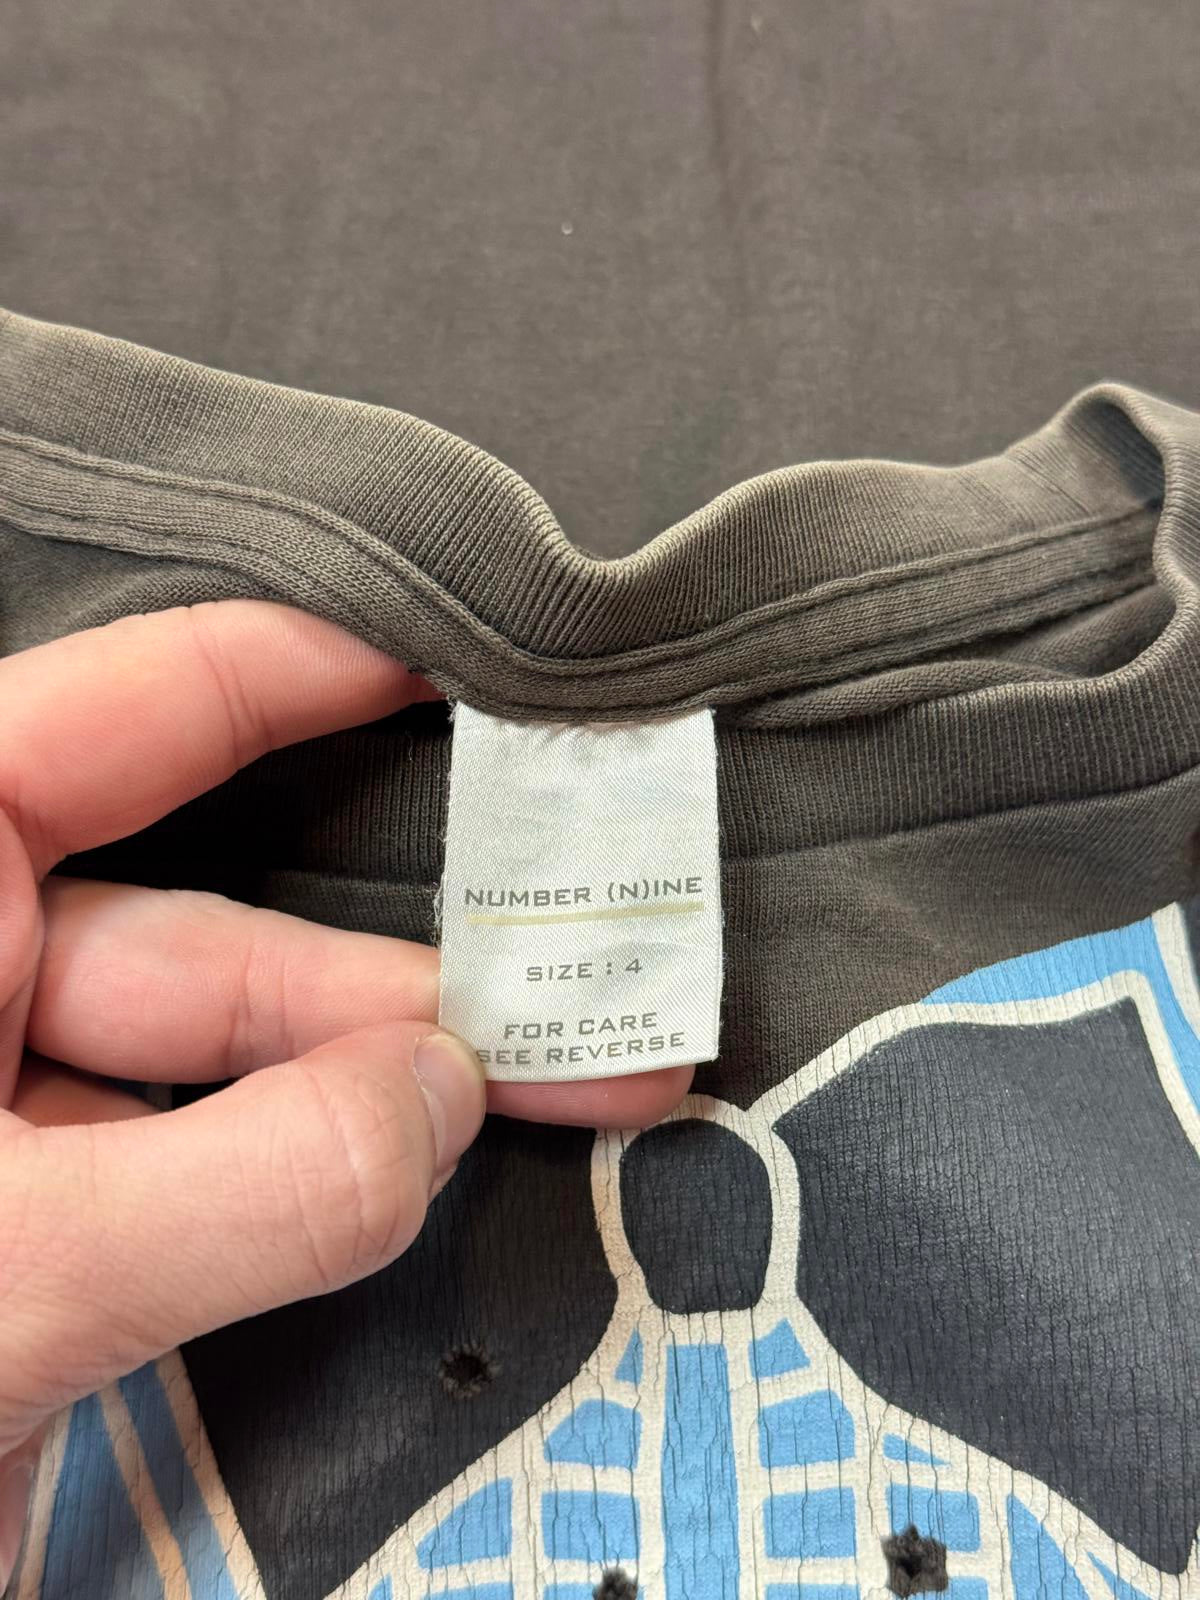 NUMBER (N)INE
SIZE : 4
FOR CARE
SEE REVERSE